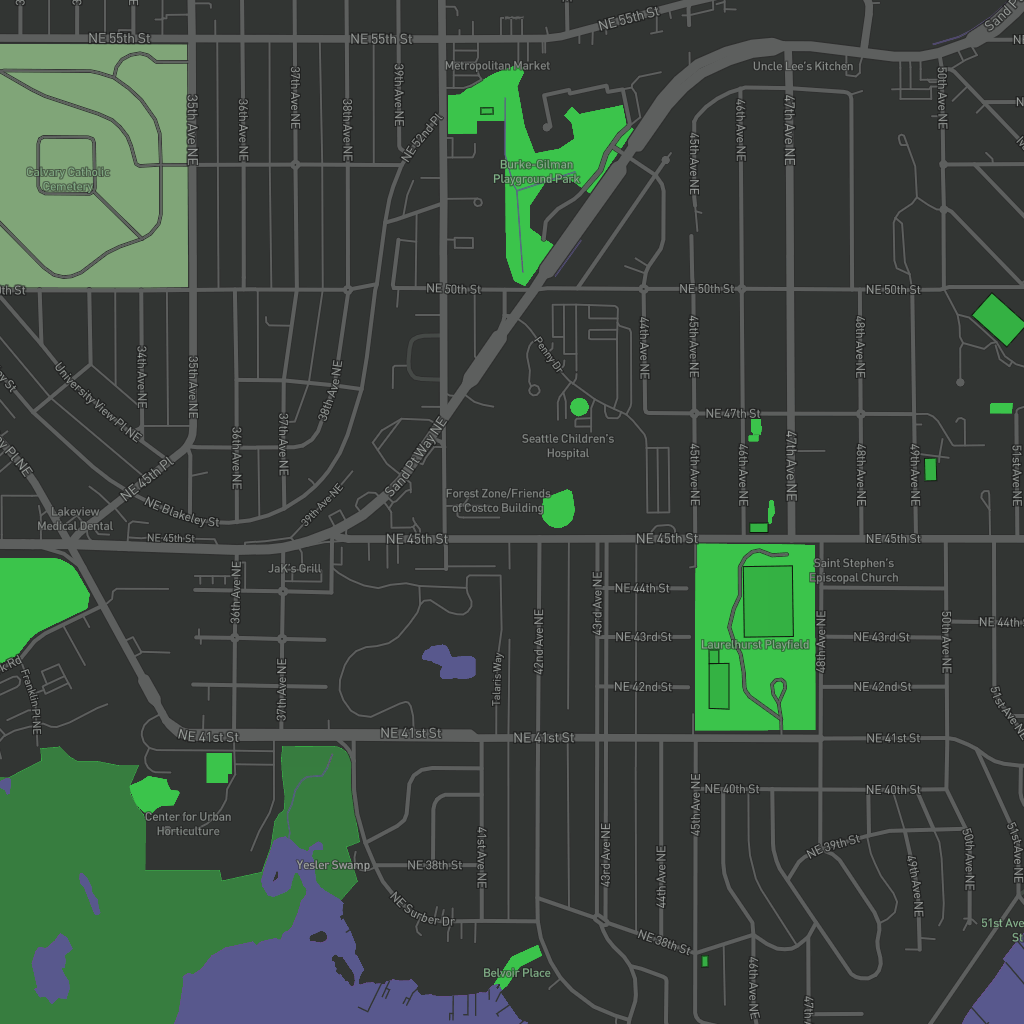 NE 55th St
Sand Pt
NE 55th St
NE 55th St
Metropolitan Market
Uncle Lee's Kitchen
35th Ave NE
36th Ave NE
37th Ave NE
38th Ave NE
39th Ave NE
NE 52nd Pl
45th Ave NE
46th Ave NE
47th Ave NE
50th Ave NE
Calvary Catholic
Cemetery
Burke-Gilman
Playground Park
NE 50th St
NE 50th St
NE 50th St
34th Ave NE
35th Ave NE
University View Pl NE
36th Ave NE
37th Ave NE
38th Ave NE
Penny Dr
44th Ave NE
45th Ave NE
48th Ave NE
NE 47th St
Seattle Children's
Hospital
Sand Pt Way NE
45th Ave NE
46th Ave NE
47th Ave NE
48th Ave NE
49th Ave NE
51st Ave NE
NE 45th Pl
NE Blakeley St
39th Ave NE
Forest Zone/Friends
of Costco Building
Lakeview
Medical Dental
NE 45th St
NE 45th St
NE 45th St
NE 45th St
JaK's Grill
Saint Stephen's
Episcopal Church
36th Ave NE
37th Ave NE
42nd Ave NE
43rd Ave NE
NE 44th St
NE 43rd St
NE 42nd St
Laurelhurst Playfield
48th Ave NE
NE 43rd St
NE 42nd St
50th Ave NE
NE 44th St
Franklin Pl NE
Talaris Way
51st Ave NE
NE 41st St
NE 41st St
NE 41st St
NE 41st St
Center for Urban
Horticulture
Yesler Swamp
NE 38th St
41st Ave NE
43rd Ave NE
44th Ave NE
45th Ave NE
NE 40th St
NE 40th St
NE 39th St
49th Ave NE
50th Ave NE
51st Ave NE
NE Surber Dr
NE 38th St
Belvoir Place
46th Ave NE
47th
51st Ave
St